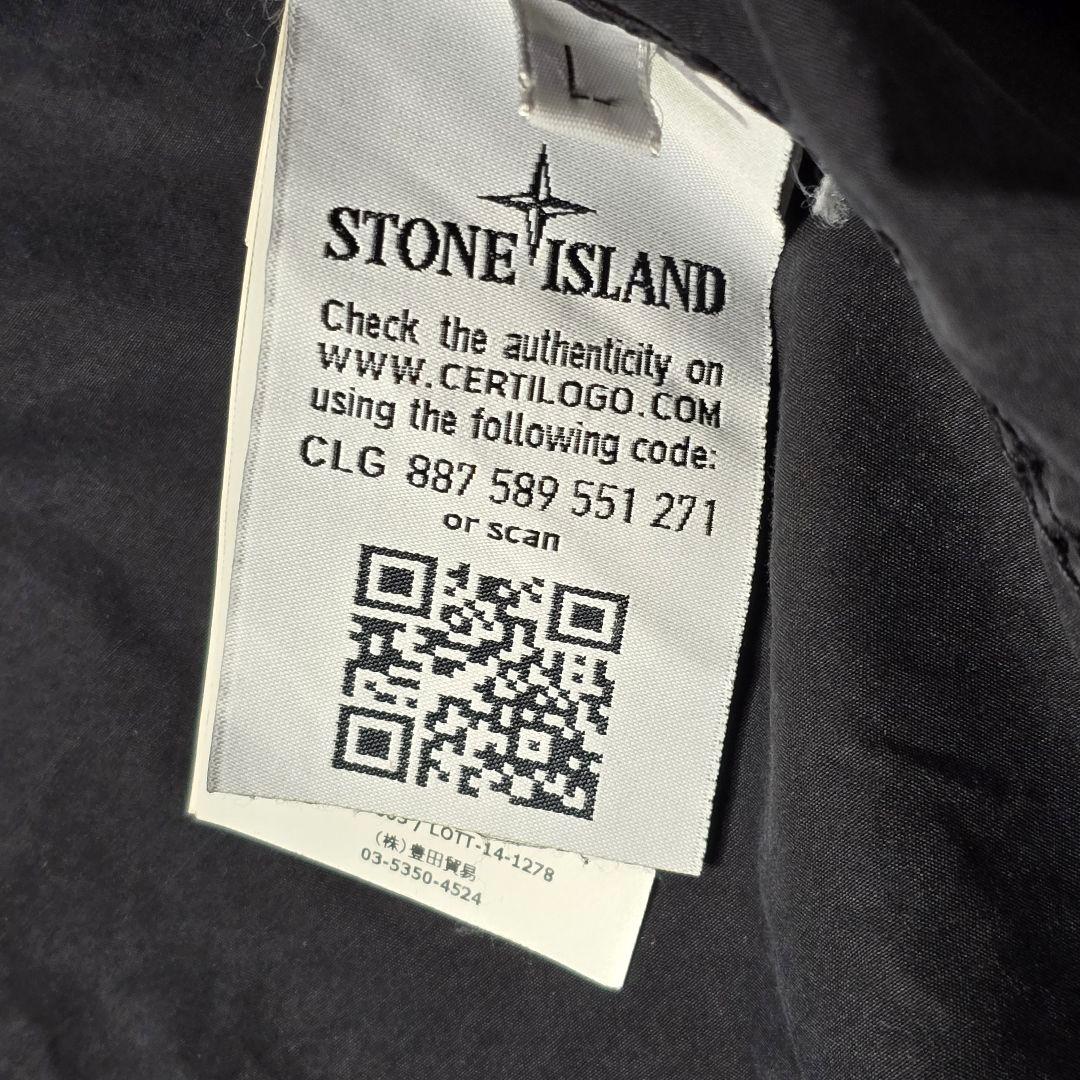 L
STONE ISLAND
Check the authenticity on
WWW.CERTILOGO.COM
using the following code:
CLG 887 589 551 271
or scan
/ LOTT-14-1278
(株)豊田貿易
03-5350-4524